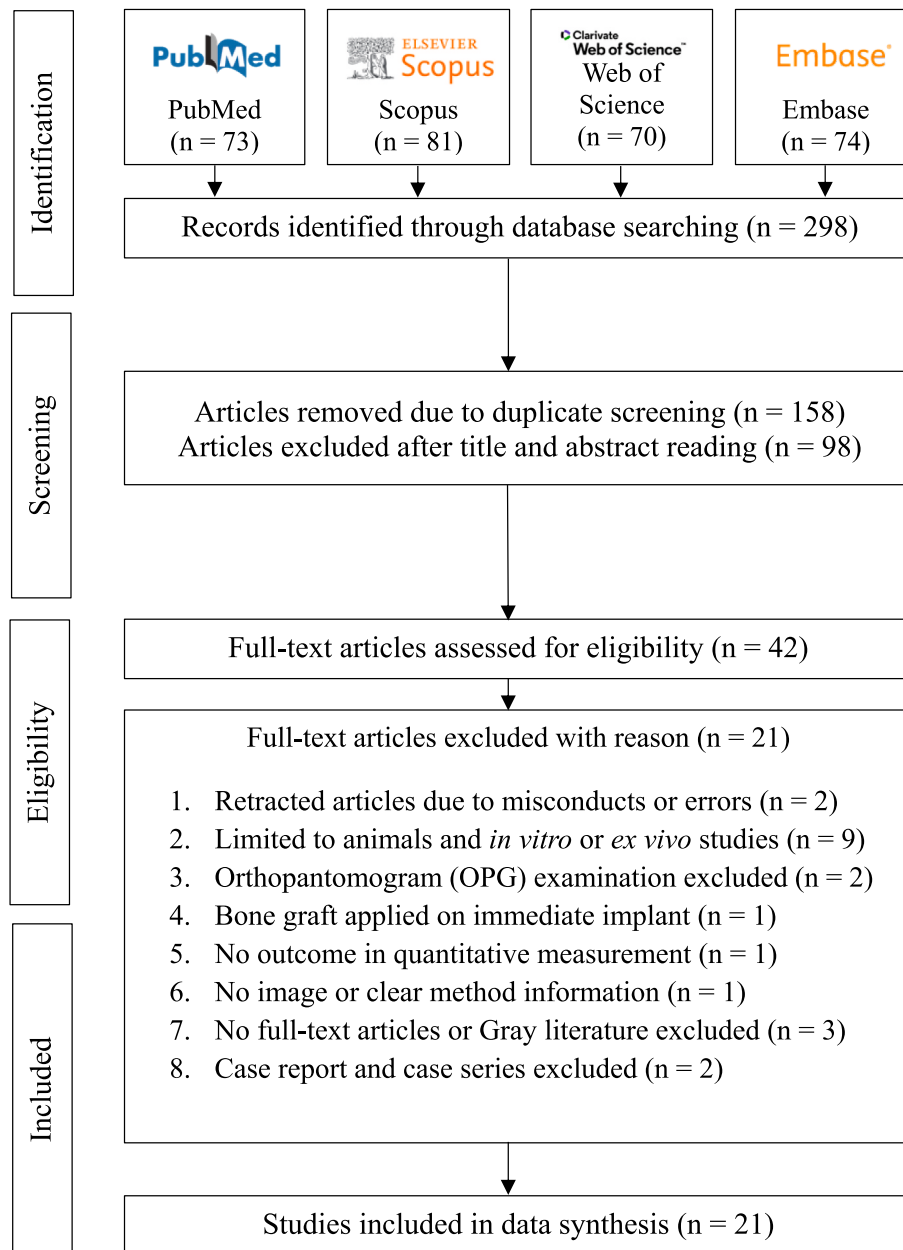 Identification
PubMed
PubMed
(n = 73)
ELSEVIER
Scopus
Scopus
(n = 81)
Clarivate
Web of Science™
Web of
Science
(n = 70)
Embase®
Embase
(n = 74)
Records identified through database searching (n = 298)
Screening
Articles removed due to duplicate screening (n = 158)
Articles excluded after title and abstract reading (n = 98)
Eligibility
Full-text articles assessed for eligibility (n = 42)
Full-text articles excluded with reason (n = 21)
1. Retracted articles due to misconducts or errors (n = 2)
2. Limited to animals and in vitro or ex vivo studies (n = 9)
3. Orthopantomogram (OPG) examination excluded (n = 2)
4. Bone graft applied on immediate implant (n = 1)
5. No outcome in quantitative measurement (n = 1)
6. No image or clear method information (n = 1)
7. No full-text articles or Gray literature excluded (n = 3)
8. Case report and case series excluded (n = 2)
Included
Studies included in data synthesis (n = 21)